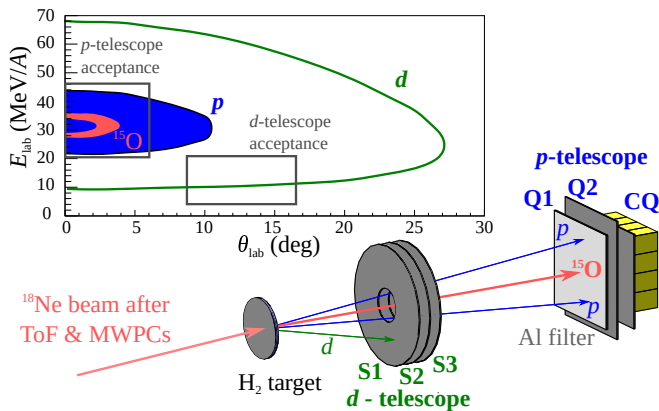 70
60
50
40
30
20
10
0
E_lab (MeV/A)
p-telescope
acceptance
p
d
¹⁵O
d-telescope
acceptance
0 5 10 15 20 25 30
θ_lab (deg)
p-telescope
Q1 Q2 CQ
p
¹⁵O
p
Al filter
¹⁸Ne beam after
ToF & MWPCs
d
H₂ target
S1 S2 S3
d - telescope